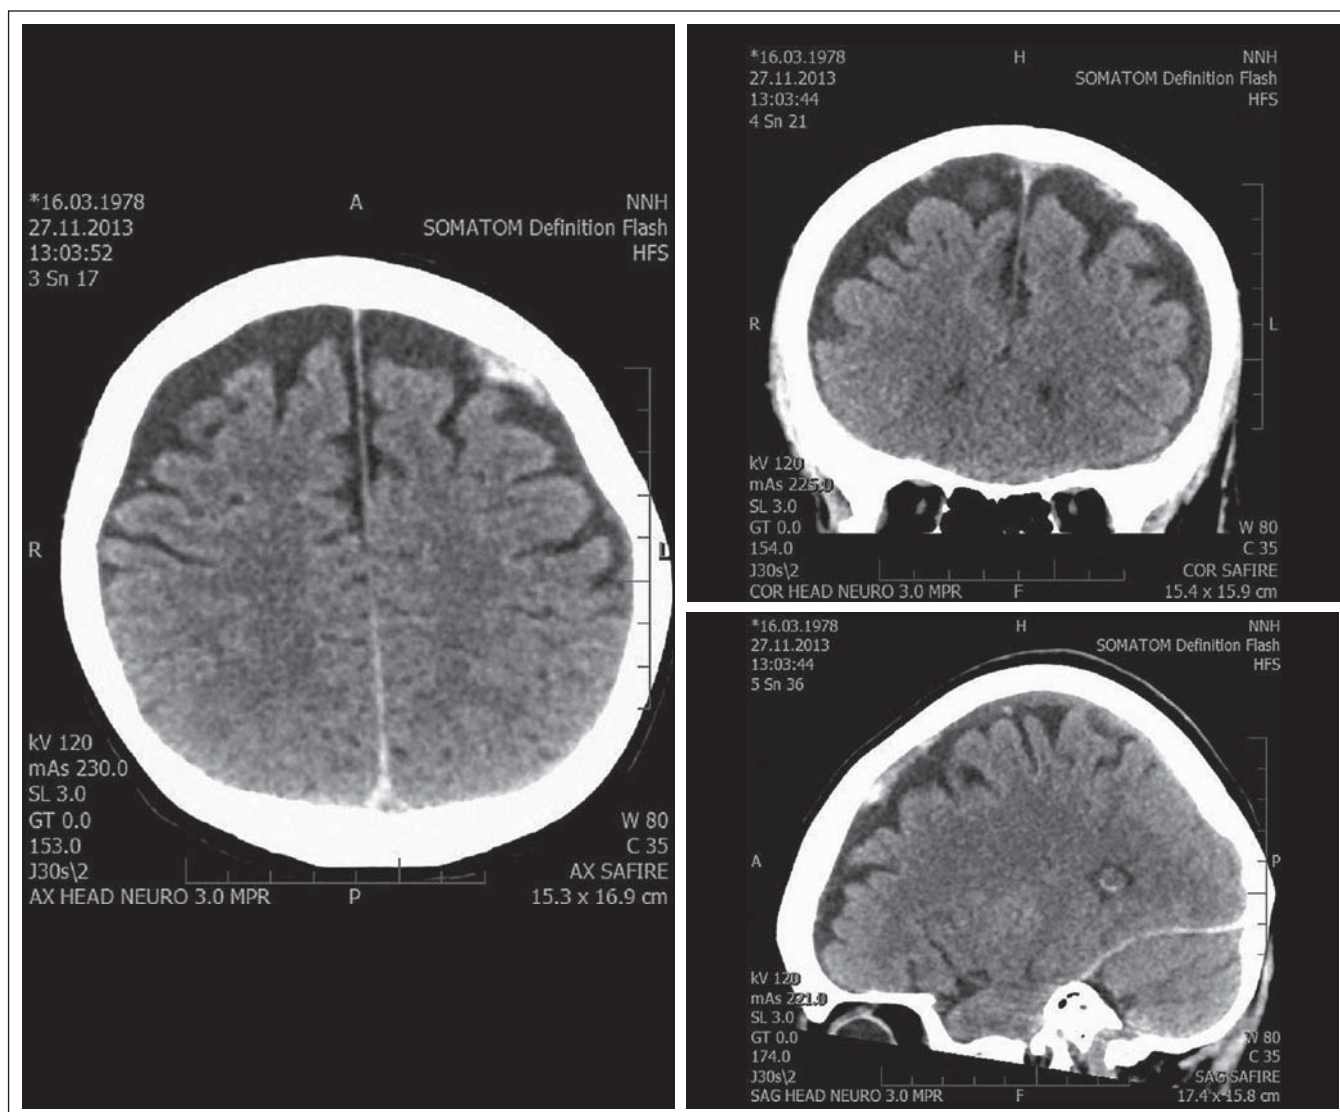 *16.03.1978
27.11.2013
13:03:52
3 Sn 17
A
NNH
SOMATOM Definition Flash
HFS
R
L
kV 120
mAs 230.0
SL 3.0
GT 0.0
153.0
J30s\2
AX HEAD NEURO 3.0 MPR
P
W 80
C 35
AX SAFIRE
15.3 x 16.9 cm
*16.03.1978
27.11.2013
13:03:44
4 Sn 21
H
NNH
SOMATOM Definition Flash
HFS
R
L
kV 120
mAs 225.0
SL 3.0
GT 0.0
154.0
J30s\2
COR HEAD NEURO 3.0 MPR
F
W 80
C 35
COR SAFIRE
15.4 x 15.9 cm
*16.03.1978
27.11.2013
13:03:44
5 Sn 36
H
NNH
SOMATOM Definition Flash
HFS
A
P
kV 120
mAs 221.0
SL 3.0
GT 0.0
174.0
J30s\2
SAG HEAD NEURO 3.0 MPR
F
W 80
C 35
SAG SAFIRE
17.4 x 15.8 cm